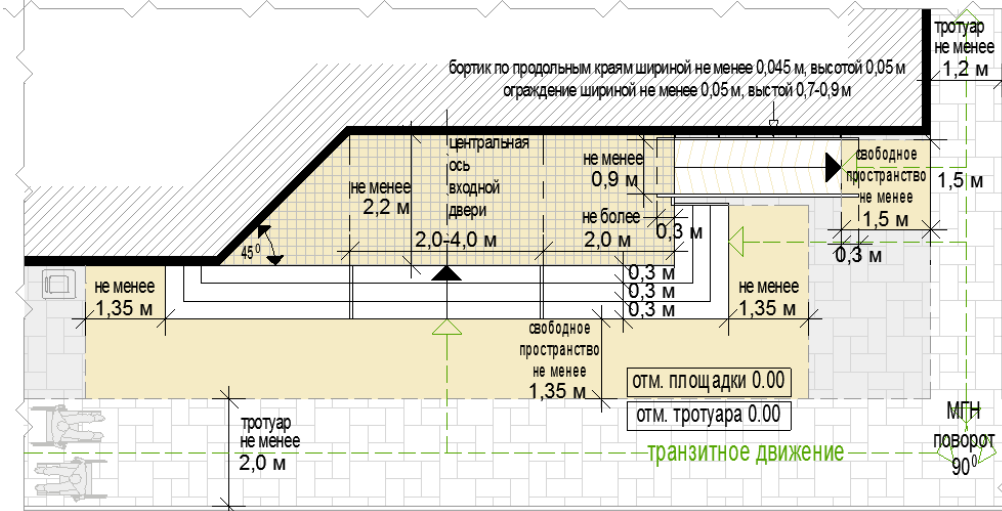 тротуар
не менее
1,2 м
бортик по продольным краям шириной не менее 0,045 м, высотой 0,05 м
ограждение шириной не менее 0,05 м, выстой 0,7-0,9 м
центральная
ось
входной
двери
не менее
2,2 м
не менее
0,9 м
свободное
пространство
не менее
1,5 м
1,5 м
не более
0,3 м
45⁰
2,0-4,0 м
2,0 м
0,3 м
0,3 м
0,3 м
0,3 м
не менее
1,35 м
не менее
1,35 м
свободное
пространство
не менее
1,35 м
отм. площадки 0.00
отм. тротуара 0.00
тротуар
не менее
2,0 м
транзитное движение
МГН
поворот
90⁰